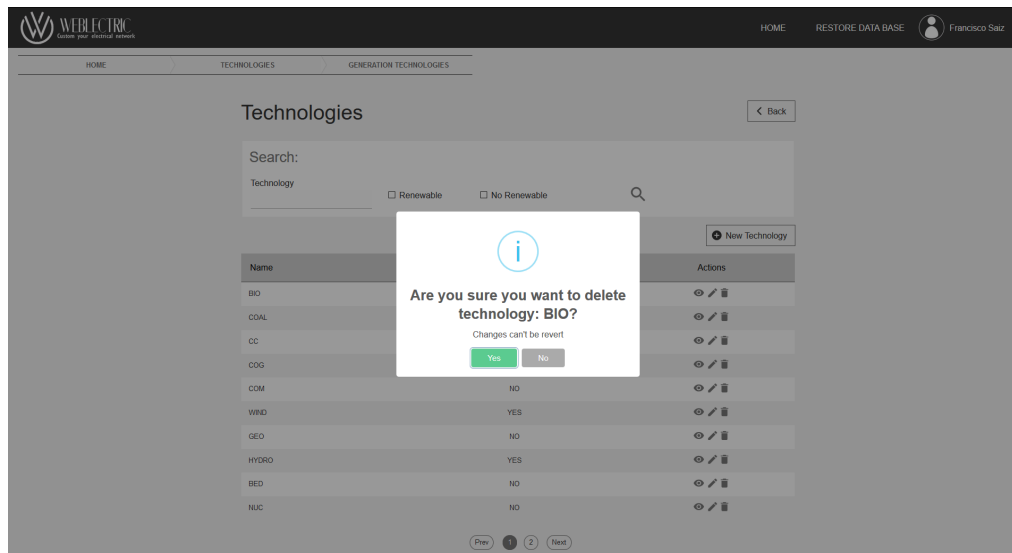 WEBLECTRIC
Custom your electrical network
HOME RESTORE DATA BASE Francisco Saiz
HOME TECHNOLOGIES GENERATION TECHNOLOGIES
Technologies
Back
Search:
Technology
Renewable No Renewable
New Technology
Name Actions
i
Are you sure you want to delete
technology: BIO?
Changes can't be revert
Yes No
BIO
COAL
CC
COG
COM NO
WIND YES
GEO NO
HYDRO YES
BED NO
NUC NO
Prev 1 2 Next